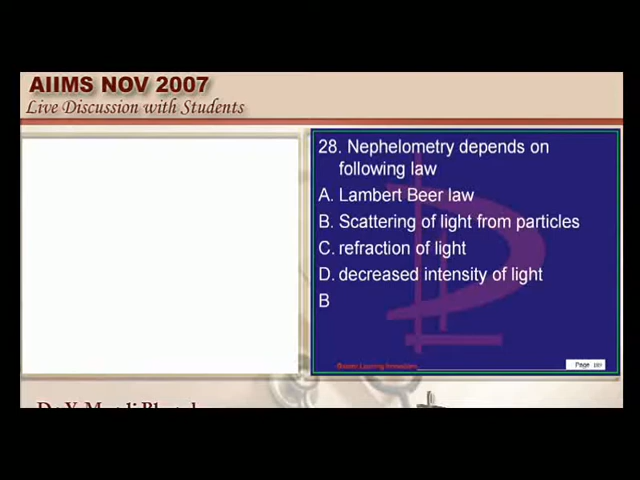 AIIMS NOV 2007
Live Discussion with Students
28. Nephelometry depends on
following law
A. Lambert Beer law
B. Scattering of light from particles
C. refraction of light
D. decreased intensity of light
B
Page